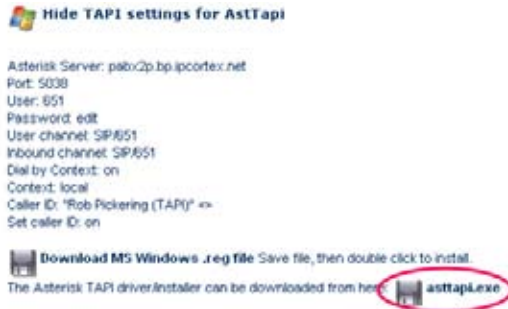 Hide TAPI settings for AstTapi
Asterisk Server: pabx2p.bp.ipcortex.net
Port: 5038
User: 651
Password: edit
User channel: SIP/651
Inbound channel: SIP/651
Dial by Context: on
Context: local
Caller ID: "Rob Pickering (TAPI)" <>
Set caller ID: on
Download MS Windows .reg file Save file, then double click to install.
The Asterisk TAPI driver/installer can be downloaded from here: asttapi.exe